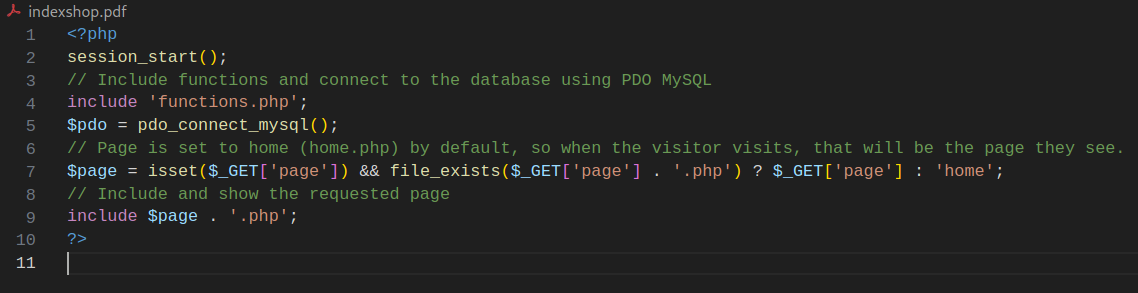 indexshop.pdf
1 <?php
2 session_start();
3 // Include functions and connect to the database using PDO MySQL
4 include 'functions.php';
5 $pdo = pdo_connect_mysql();
6 // Page is set to home (home.php) by default, so when the visitor visits, that will be the page they see.
7 $page = isset($_GET['page']) && file_exists($_GET['page'] . '.php') ? $_GET['page'] : 'home';
8 // Include and show the requested page
9 include $page . '.php';
10 ?>
11